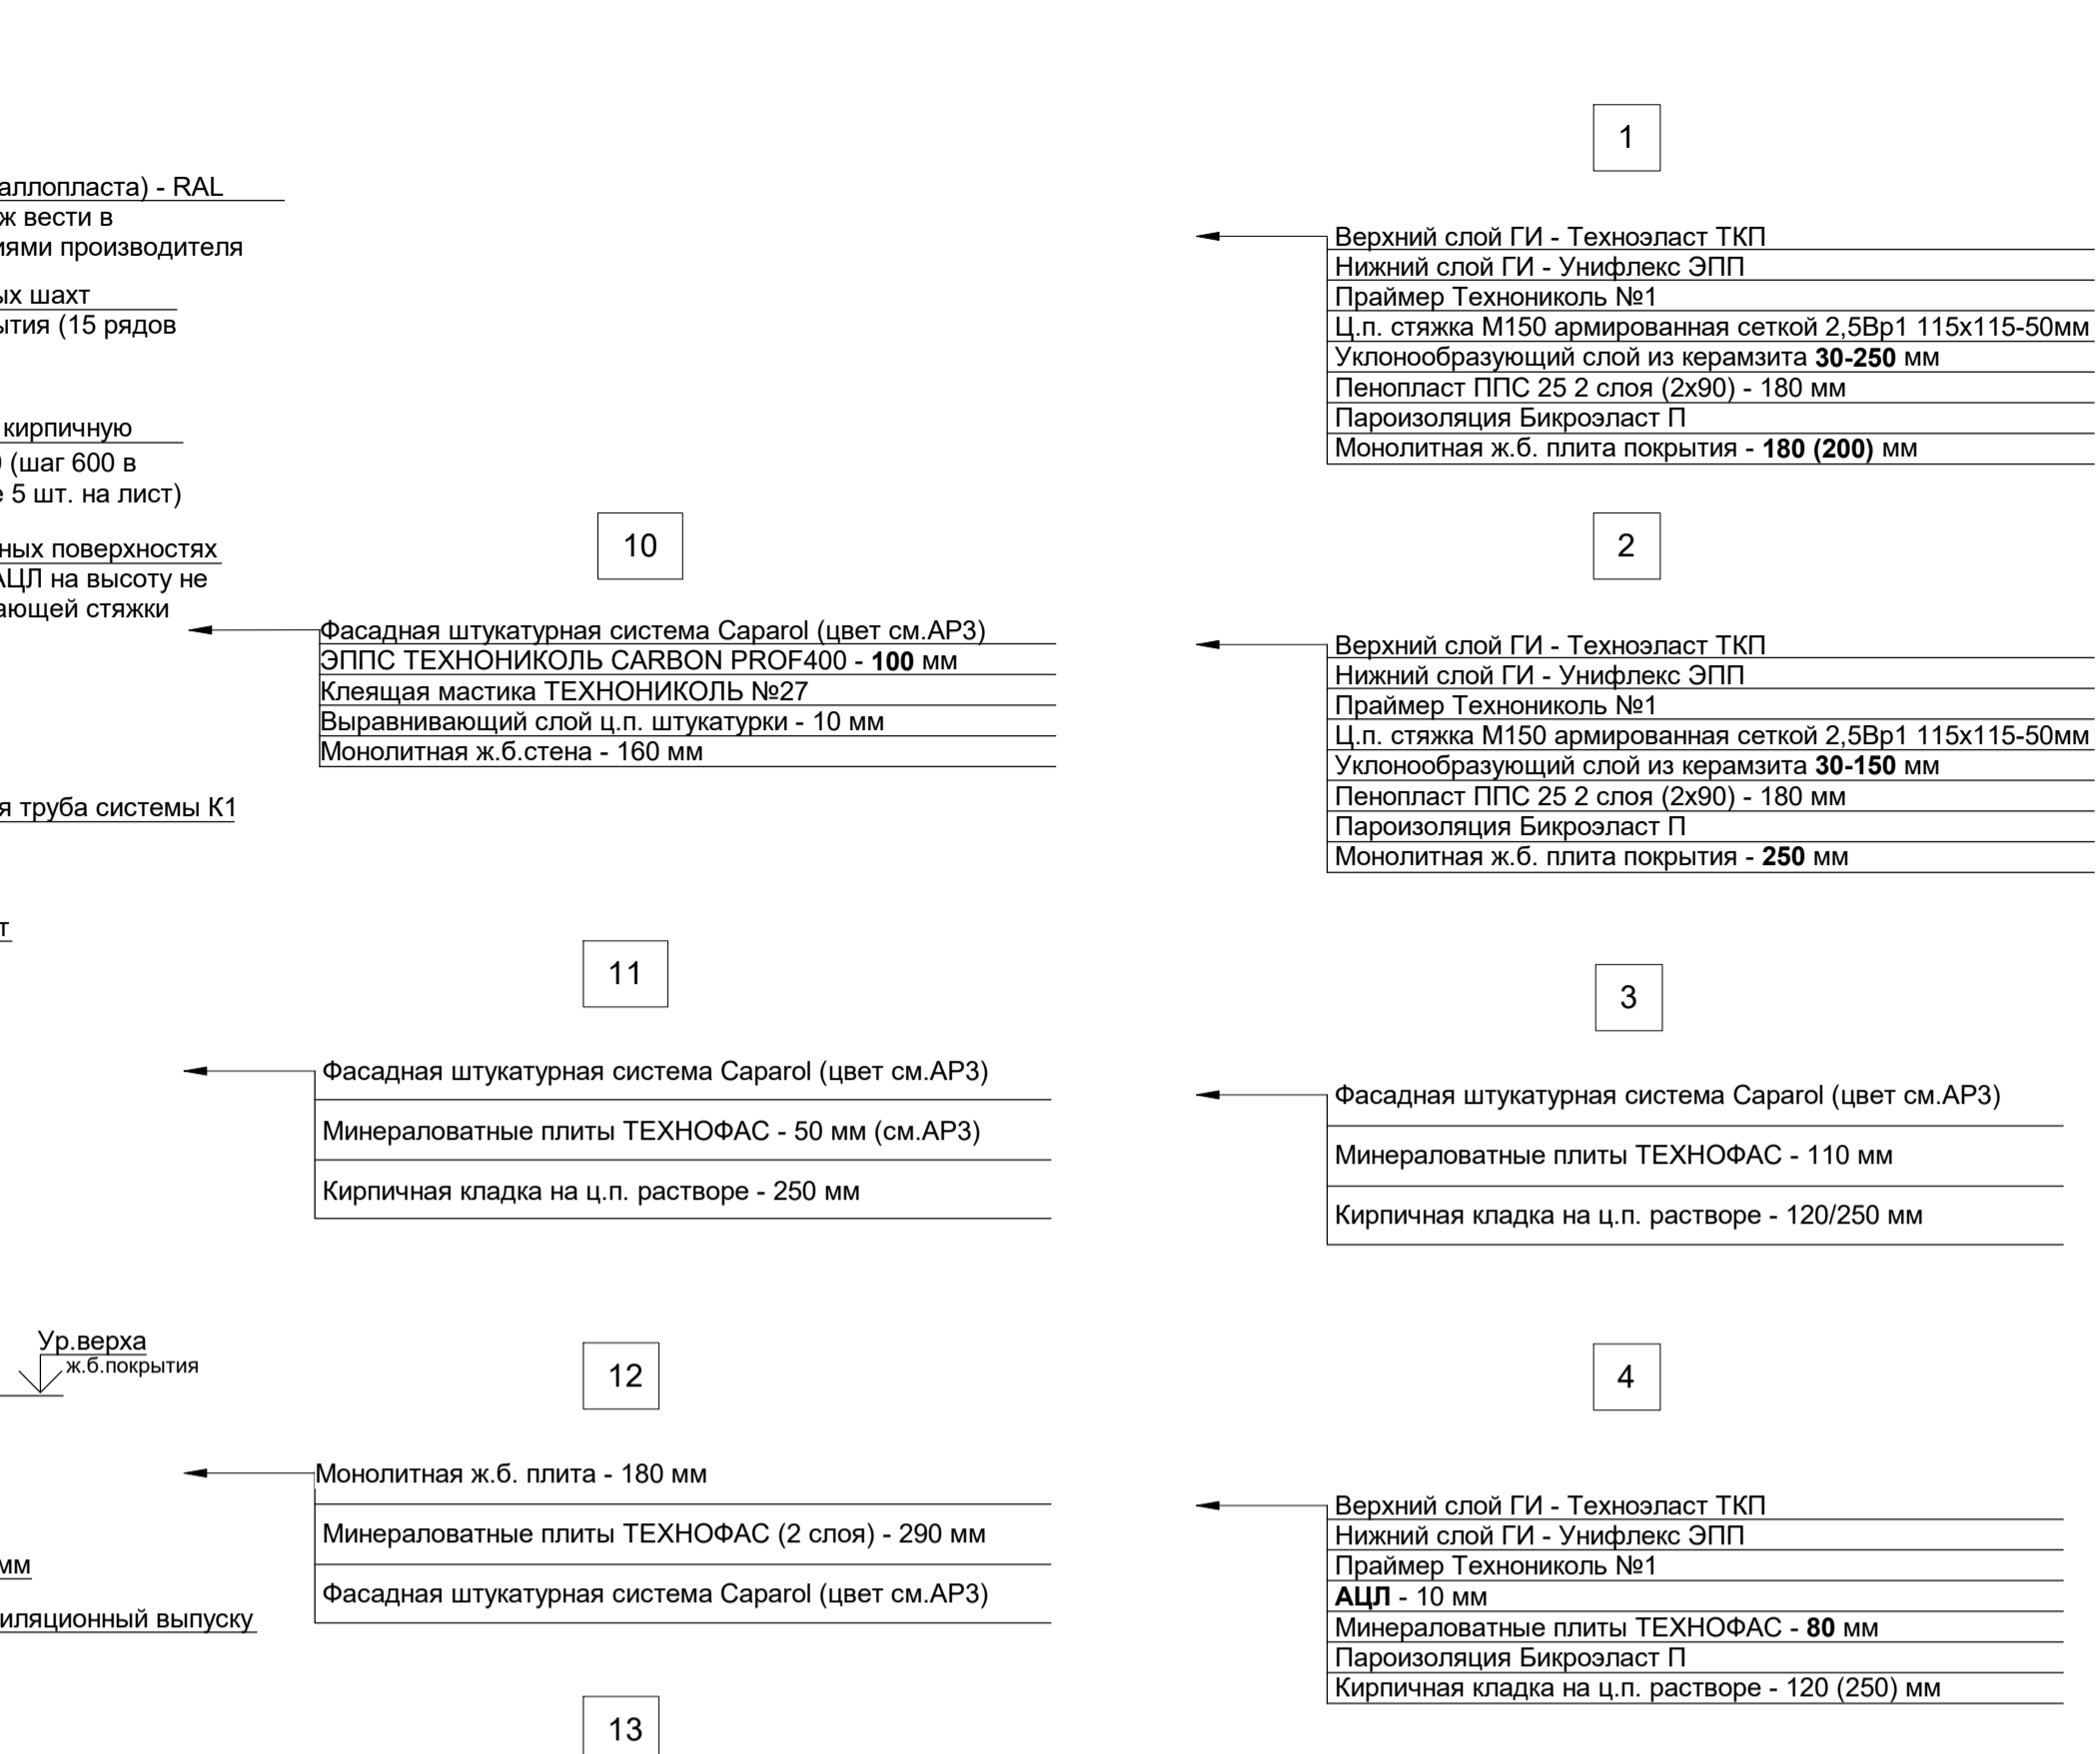 аллопласта) - RAL
ж вести в
иями производителя
ых шахт
ытия (15 рядов
кирпичную
(шаг 600 в
е 5 шт. на лист)
ных поверхностях
АЦЛ на высоту не
ающей стяжки
я труба системы К1
т
Ур.верха
ж.б.покрытия
мм
иляционный выпуску
10
Фасадная штукатурная система Caparol (цвет см.АР3)
ЭППС ТЕХНОНИКОЛЬ CARBON PROF400 - 100 мм
Клеящая мастика ТЕХНОНИКОЛЬ №27
Выравнивающий слой ц.п. штукатурки - 10 мм
Монолитная ж.б.стена - 160 мм
11
Фасадная штукатурная система Caparol (цвет см.АР3)
Минераловатные плиты ТЕХНОФАС - 50 мм (см.АР3)
Кирпичная кладка на ц.п. растворе - 250 мм
12
Монолитная ж.б. плита - 180 мм
Минераловатные плиты ТЕХНОФАС (2 слоя) - 290 мм
Фасадная штукатурная система Caparol (цвет см.АР3)
13
1
Верхний слой ГИ - Техноэласт ТКП
Нижний слой ГИ - Унифлекс ЭПП
Праймер Технониколь №1
Ц.п. стяжка М150 армированная сеткой 2,5Вр1 115х115-50мм
Уклонообразующий слой из керамзита 30-250 мм
Пенопласт ППС 25 2 слоя (2х90) - 180 мм
Пароизоляция Бикроэласт П
Монолитная ж.б. плита покрытия - 180 (200) мм
2
Верхний слой ГИ - Техноэласт ТКП
Нижний слой ГИ - Унифлекс ЭПП
Праймер Технониколь №1
Ц.п. стяжка М150 армированная сеткой 2,5Вр1 115х115-50мм
Уклонообразующий слой из керамзита 30-150 мм
Пенопласт ППС 25 2 слоя (2х90) - 180 мм
Пароизоляция Бикроэласт П
Монолитная ж.б. плита покрытия - 250 мм
3
Фасадная штукатурная система Caparol (цвет см.АР3)
Минераловатные плиты ТЕХНОФАС - 110 мм
Кирпичная кладка на ц.п. растворе - 120/250 мм
4
Верхний слой ГИ - Техноэласт ТКП
Нижний слой ГИ - Унифлекс ЭПП
Праймер Технониколь №1
АЦЛ - 10 мм
Минераловатные плиты ТЕХНОФАС - 80 мм
Пароизоляция Бикроэласт П
Кирпичная кладка на ц.п. растворе - 120 (250) мм